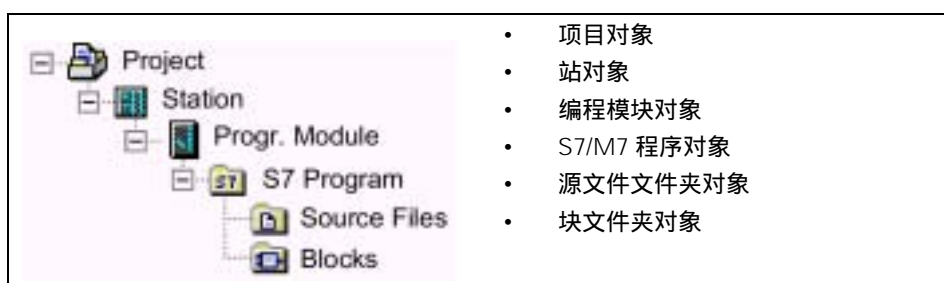 Project
Station
Progr. Module
S7 S7 Program
Source Files
Blocks
• 项目对象
• 站对象
• 编程模块对象
• S7/M7 程序对象
• 源文件文件夹对象
• 块文件夹对象